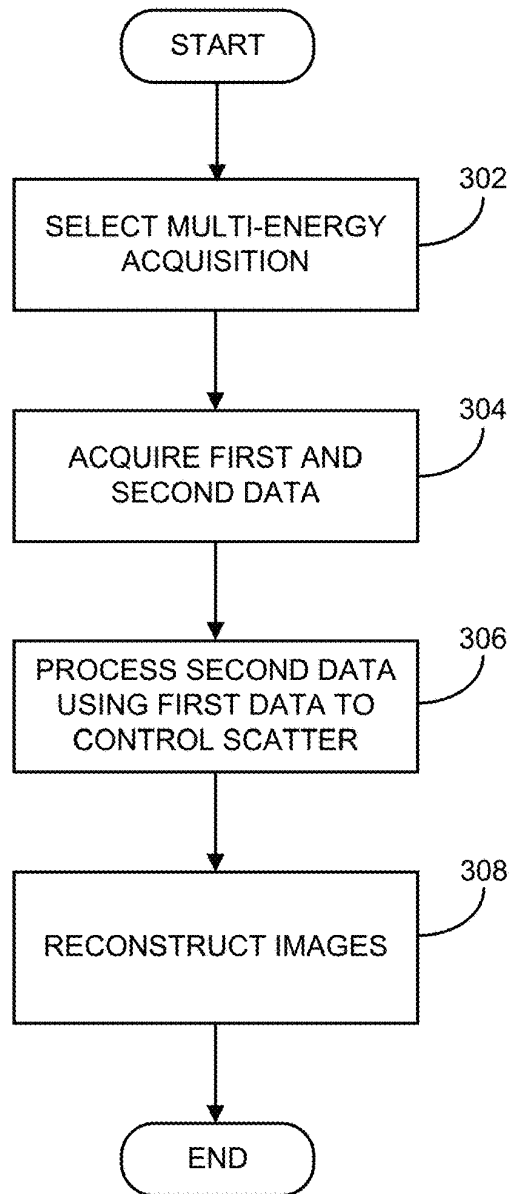 START
302
SELECT MULTI-ENERGY
ACQUISITION
304
ACQUIRE FIRST AND
SECOND DATA
306
PROCESS SECOND DATA
USING FIRST DATA TO
CONTROL SCATTER
308
RECONSTRUCT IMAGES
END